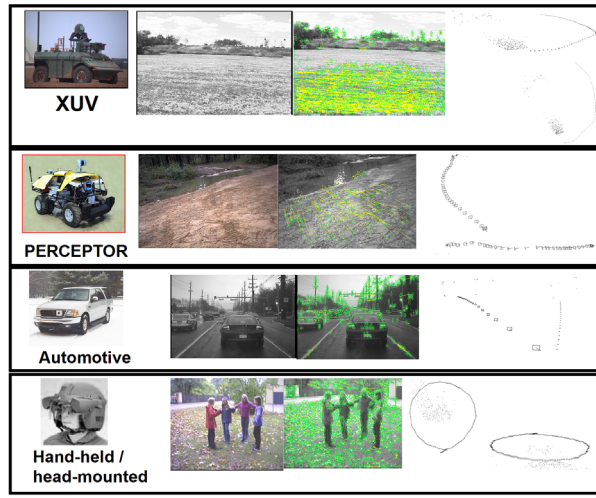 XUV
PERCEPTOR
Automotive
Hand-held /
head-mounted